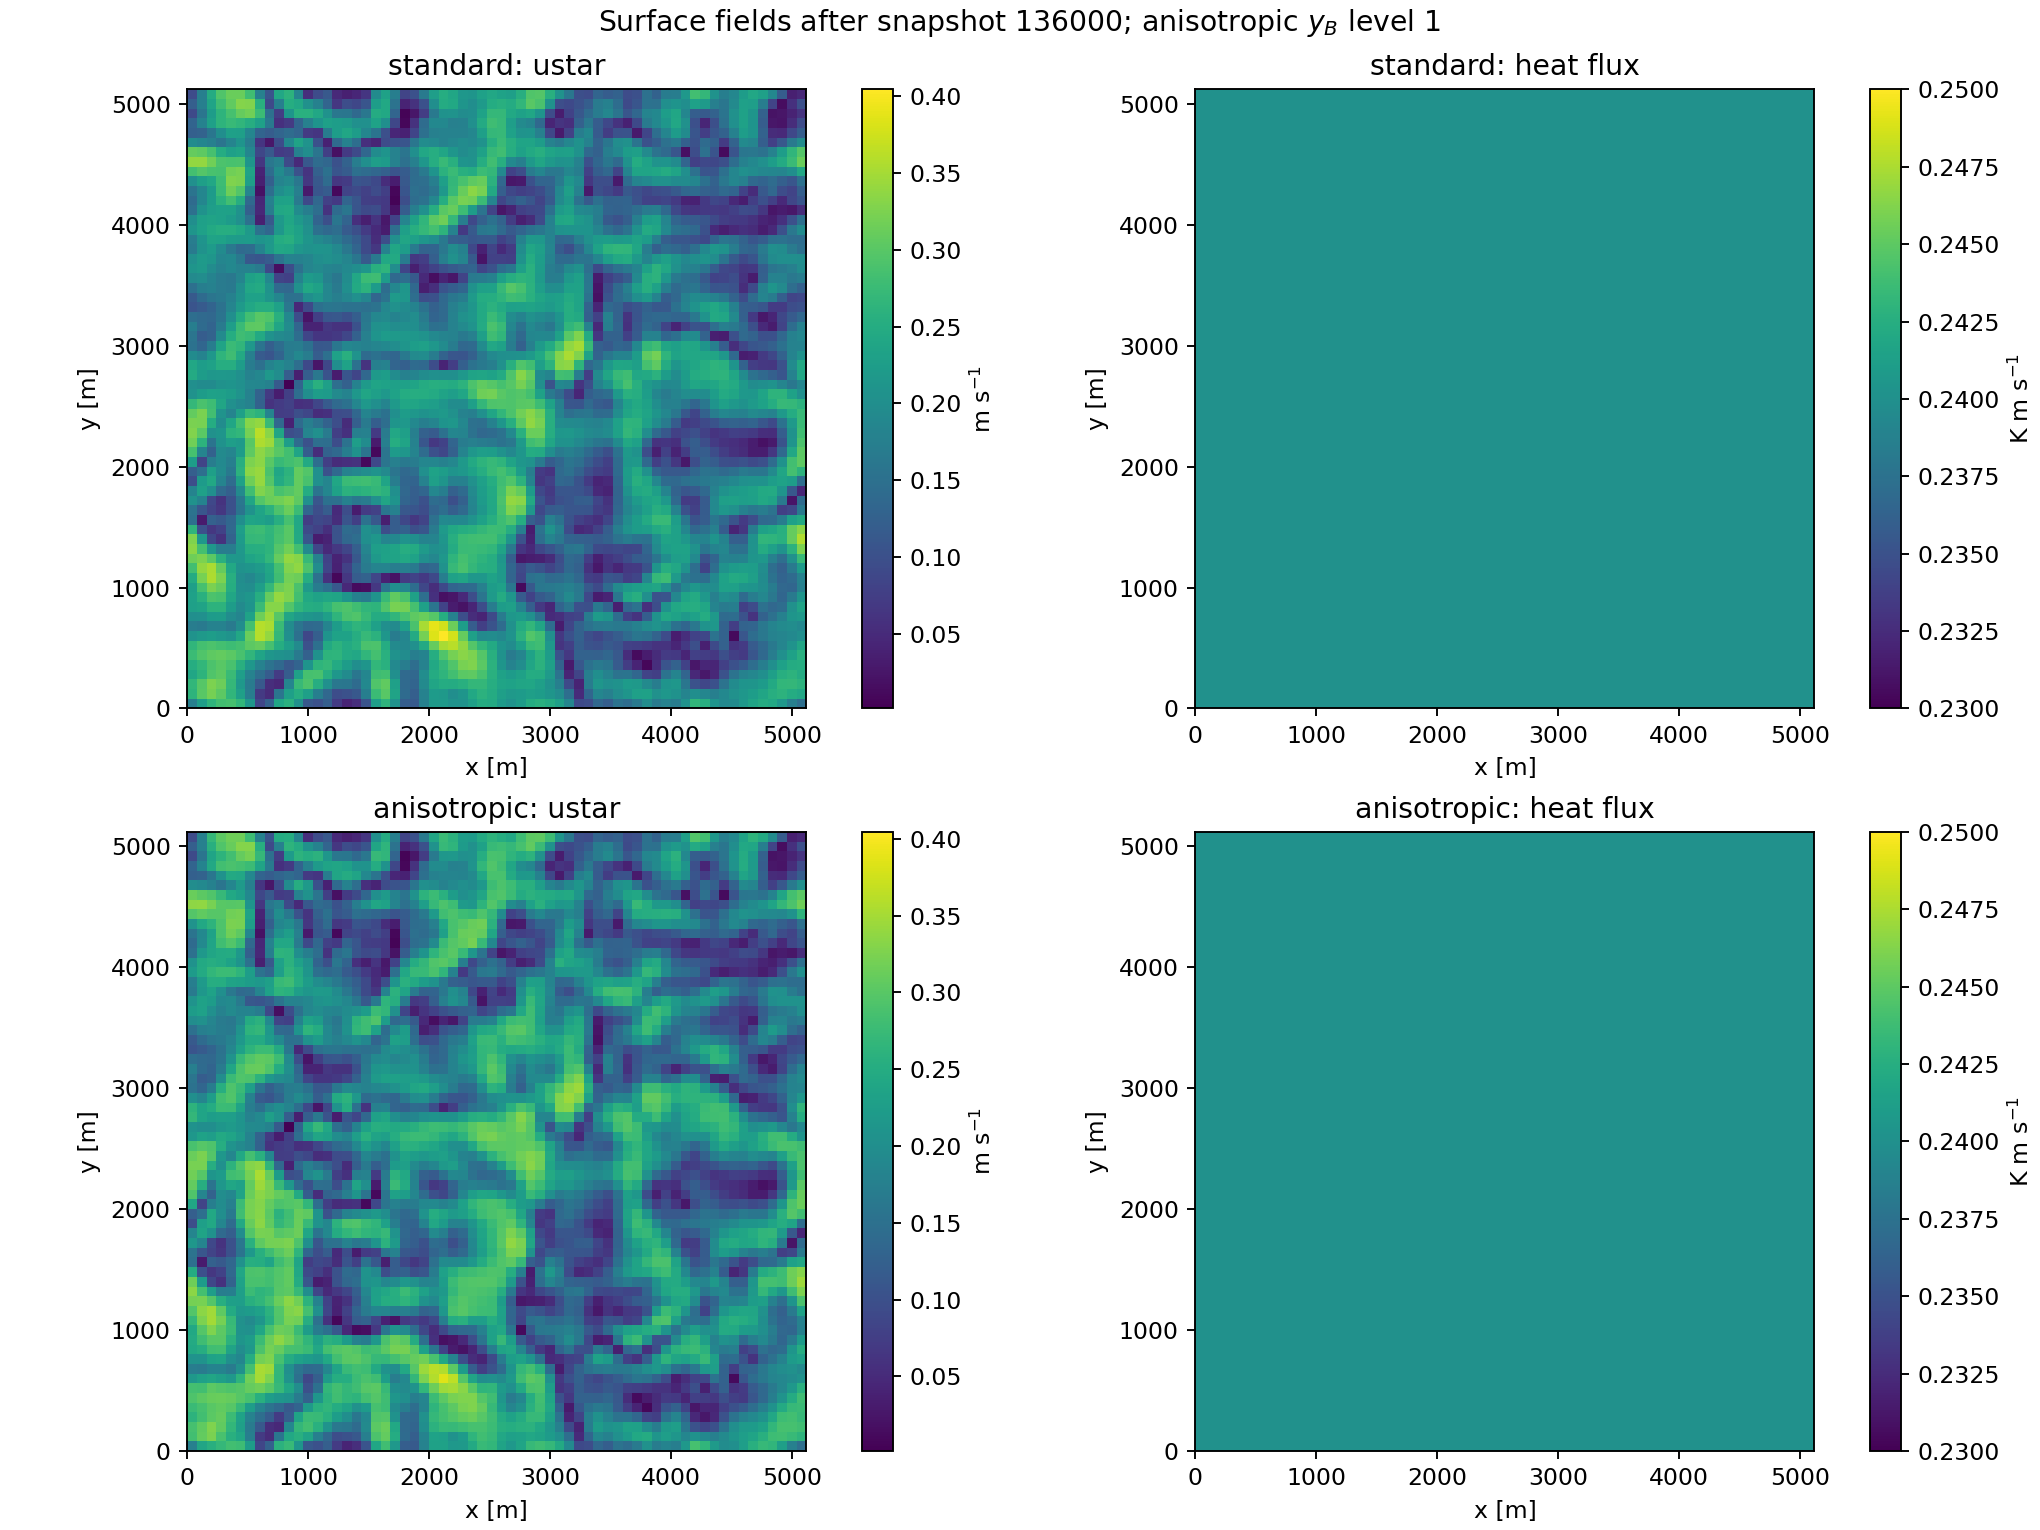 Surface fields after snapshot 136000; anisotropic $y_B$ level 1
standard: ustar
5000
4000
3000
2000
1000
0
y [m]
0 1000 2000 3000 4000 5000
x [m]
0.40
0.35
0.30
0.25
0.20
0.15
0.10
0.05
m s⁻¹
standard: heat flux
5000
4000
3000
2000
1000
0
y [m]
0 1000 2000 3000 4000 5000
x [m]
0.2500
0.2475
0.2450
0.2425
0.2400
0.2375
0.2350
0.2325
0.2300
K m s⁻¹
anisotropic: ustar
5000
4000
3000
2000
1000
0
y [m]
0 1000 2000 3000 4000 5000
x [m]
0.40
0.35
0.30
0.25
0.20
0.15
0.10
0.05
m s⁻¹
anisotropic: heat flux
5000
4000
3000
2000
1000
0
y [m]
0 1000 2000 3000 4000 5000
x [m]
0.2500
0.2475
0.2450
0.2425
0.2400
0.2375
0.2350
0.2325
0.2300
K m s⁻¹